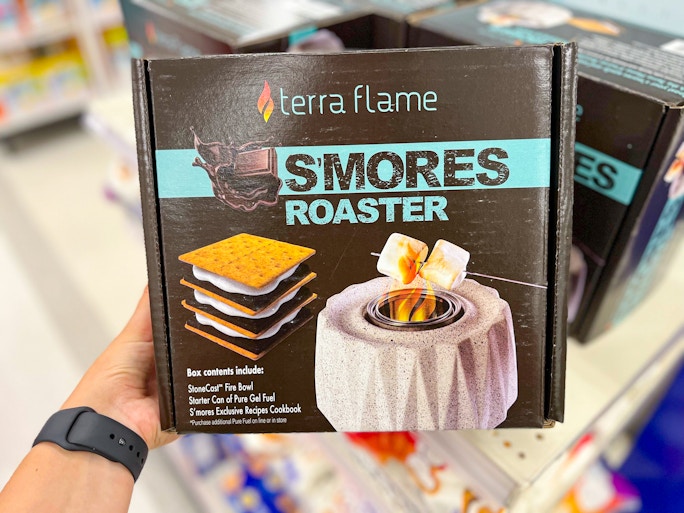 terra flame
S'MORES
ROASTER
Box contents include:
StoneCast™ Fire Bowl
Starter Can of Pure Gel Fuel
S'mores Exclusive Recipes Cookbook
*Purchase additional Pure Fuel on line or in store
ES